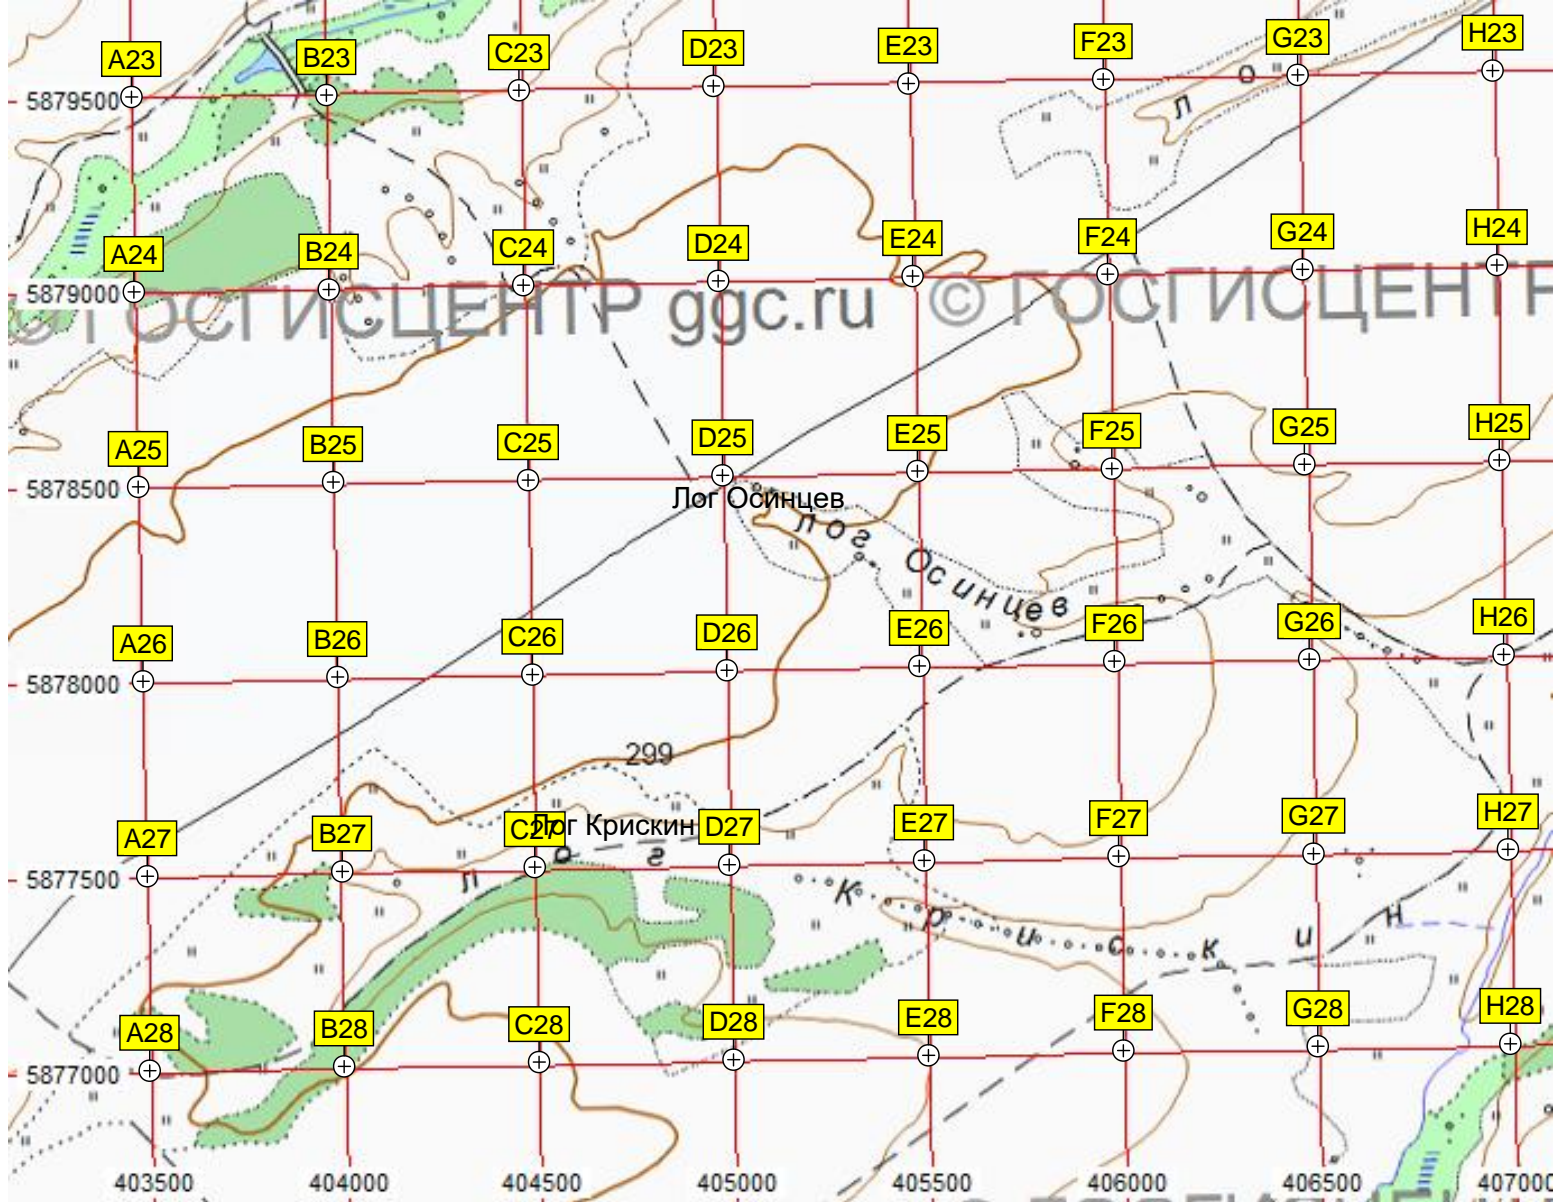 A23 B23 C23 D23 E23 F23 G23 H23
5879500
л о
A24 B24 C24 D24 E24 F24 G24 H24
5879000
© ГОСГИСЦЕНТР ggc.ru © ГОСГИСЦЕНТР
A25 B25 C25 D25 E25 F25 G25 H25
5878500
Лог Осинцев
лог Осинцев
A26 B26 C26 D26 E26 F26 G26 H26
5878000
299
A27 B27 C27 D27 E27 F27 G27 H27
Лог Крискин
5877500
лог Крискин
A28 B28 C28 D28 E28 F28 G28 H28
5877000
403500 404000 404500 405000 405500 406000 406500 407000